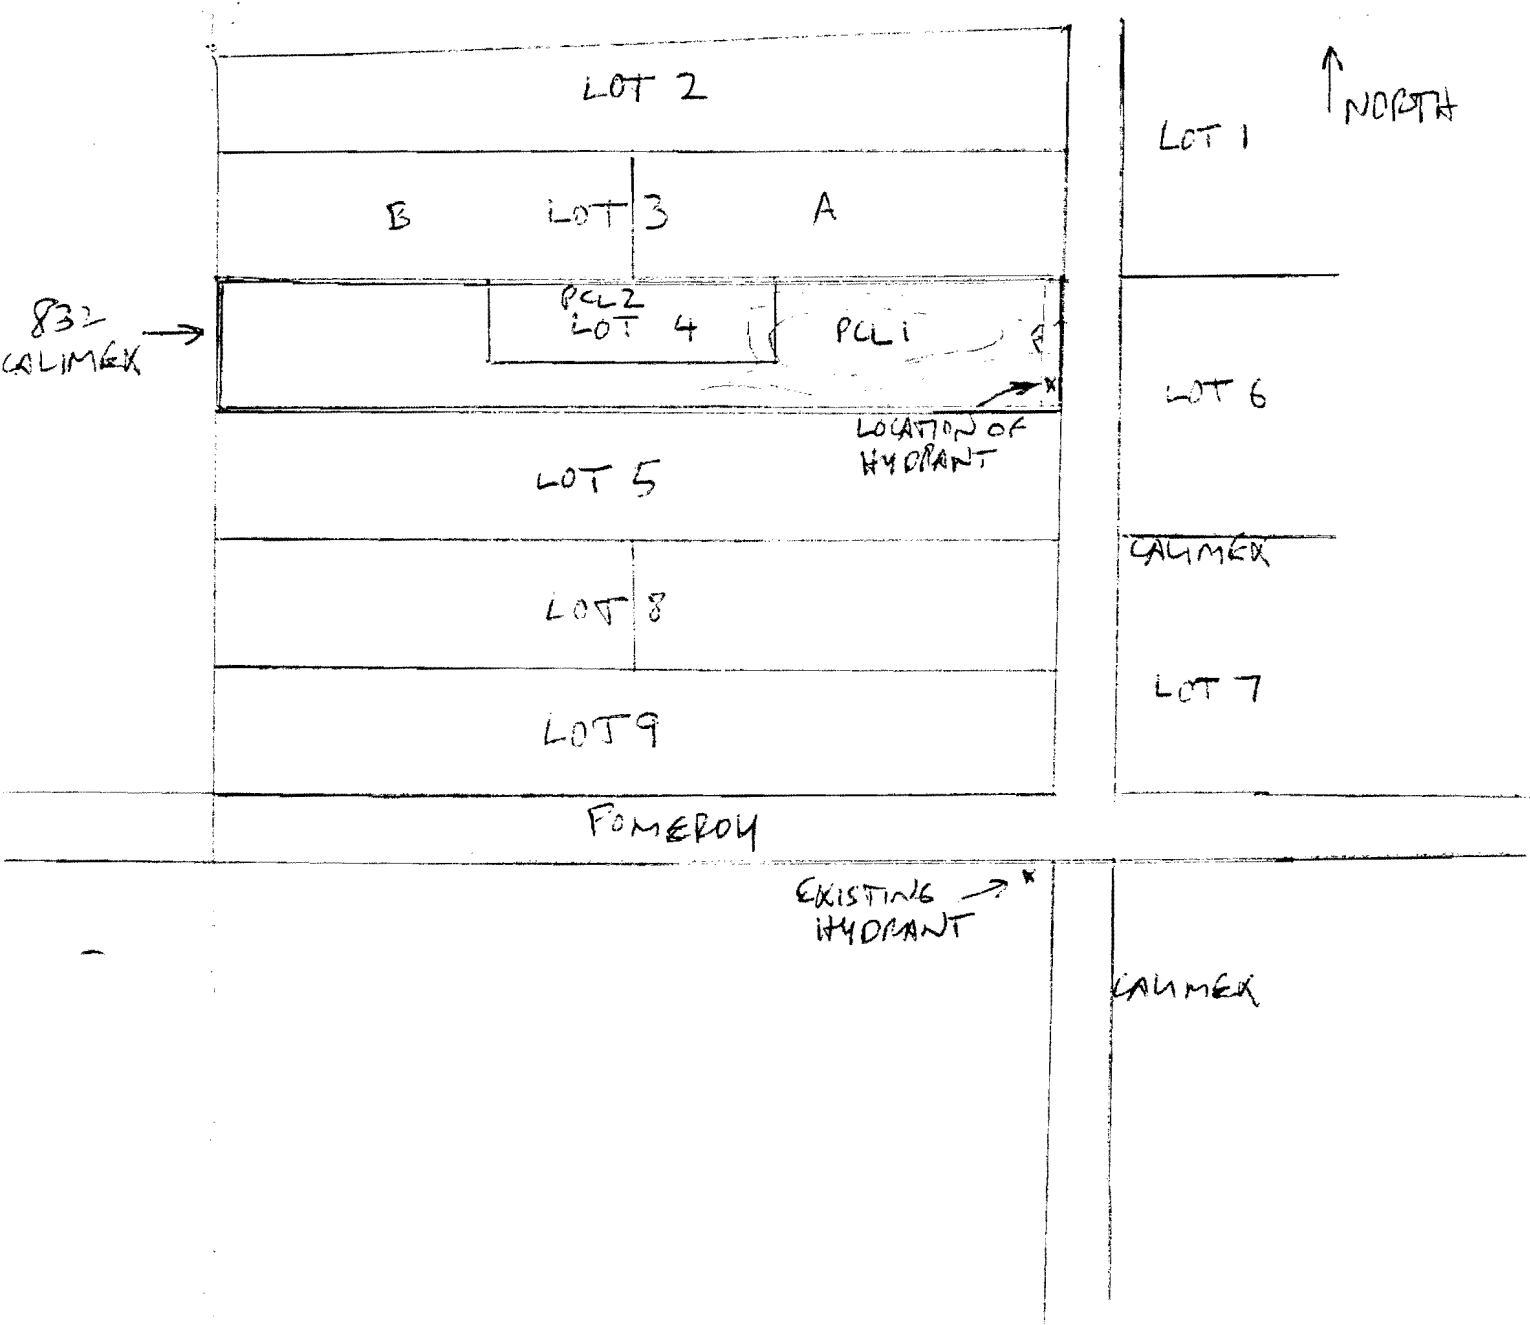 LOT 2
NORTH
LOT 1
B LOT 3 A
832
CALIMEX
PCL 2
LOT 4
PCL 1
LOT 6
LOCATION OF
HYDRANT
LOT 5
CALIMEX
LOT 8
LOT 7
LOT 9
POMEROY
EXISTING
HYDRANT
CALIMEX